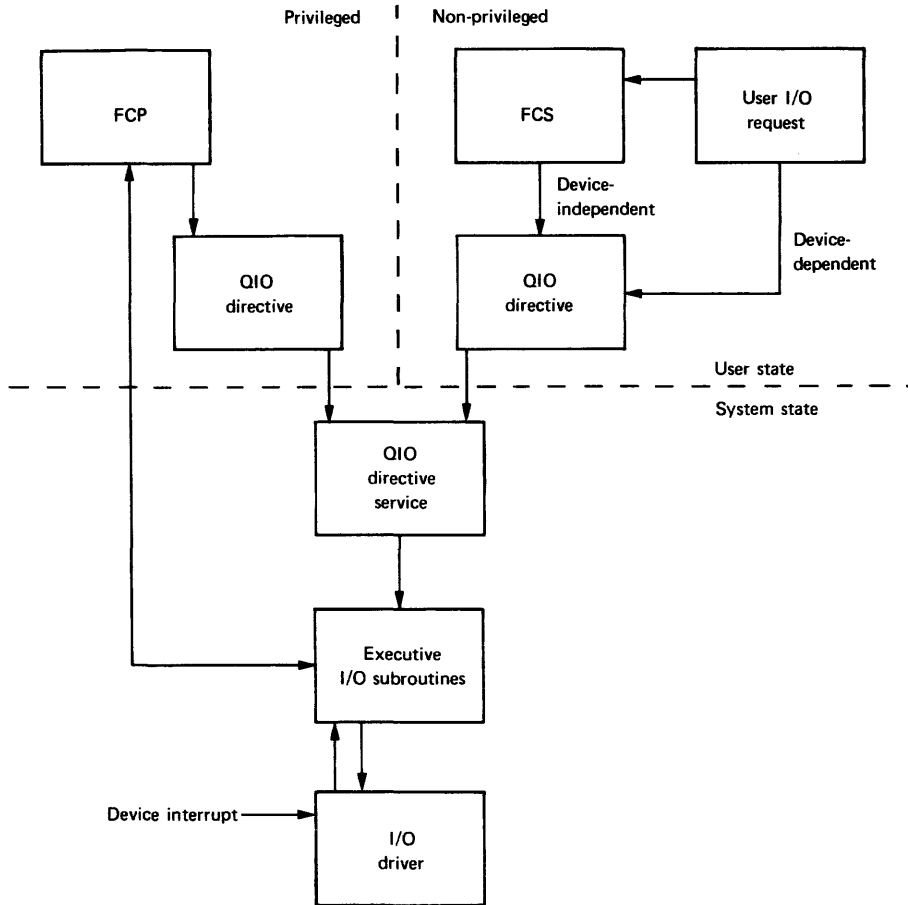 Privileged
Non-privileged
FCP
FCS
User I/O
request
Device-
independent
Device-
dependent
QIO
directive
QIO
directive
User state
System state
QIO
directive
service
Executive
I/O subroutines
Device interrupt
I/O
driver